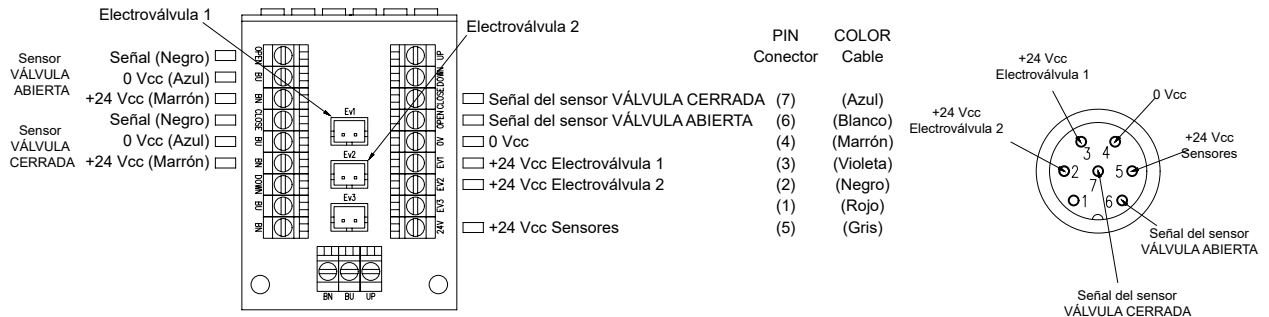 Electroválvula 1
Electroválvula 2
Sensor
VÁLVULA
ABIERTA
Señal (Negro)
0 Vcc (Azul)
+24 Vcc (Marrón)
Sensor
VÁLVULA
CERRADA
Señal (Negro)
0 Vcc (Azul)
+24 Vcc (Marrón)
OPEN
BU
BN
CLOSE
BU
BN
DOWN
BU
BN
Ev1
Ev2
Ev3
BN BU UP
UP
DOWN
CLOSE
OPEN
0V
EV1
EV2
EV3
24V
PIN COLOR
Conector Cable
Señal del sensor VÁLVULA CERRADA (7) (Azul)
Señal del sensor VÁLVULA ABIERTA (6) (Blanco)
0 Vcc (4) (Marrón)
+24 Vcc Electroválvula 1 (3) (Violeta)
+24 Vcc Electroválvula 2 (2) (Negro)
(1) (Rojo)
+24 Vcc Sensores (5) (Gris)
+24 Vcc
Electroválvula 1
0 Vcc
+24 Vcc
Electroválvula 2
+24 Vcc
Sensores
3 4
2 5
7
1 6
Señal del sensor
VÁLVULA ABIERTA
Señal del sensor
VÁLVULA CERRADA